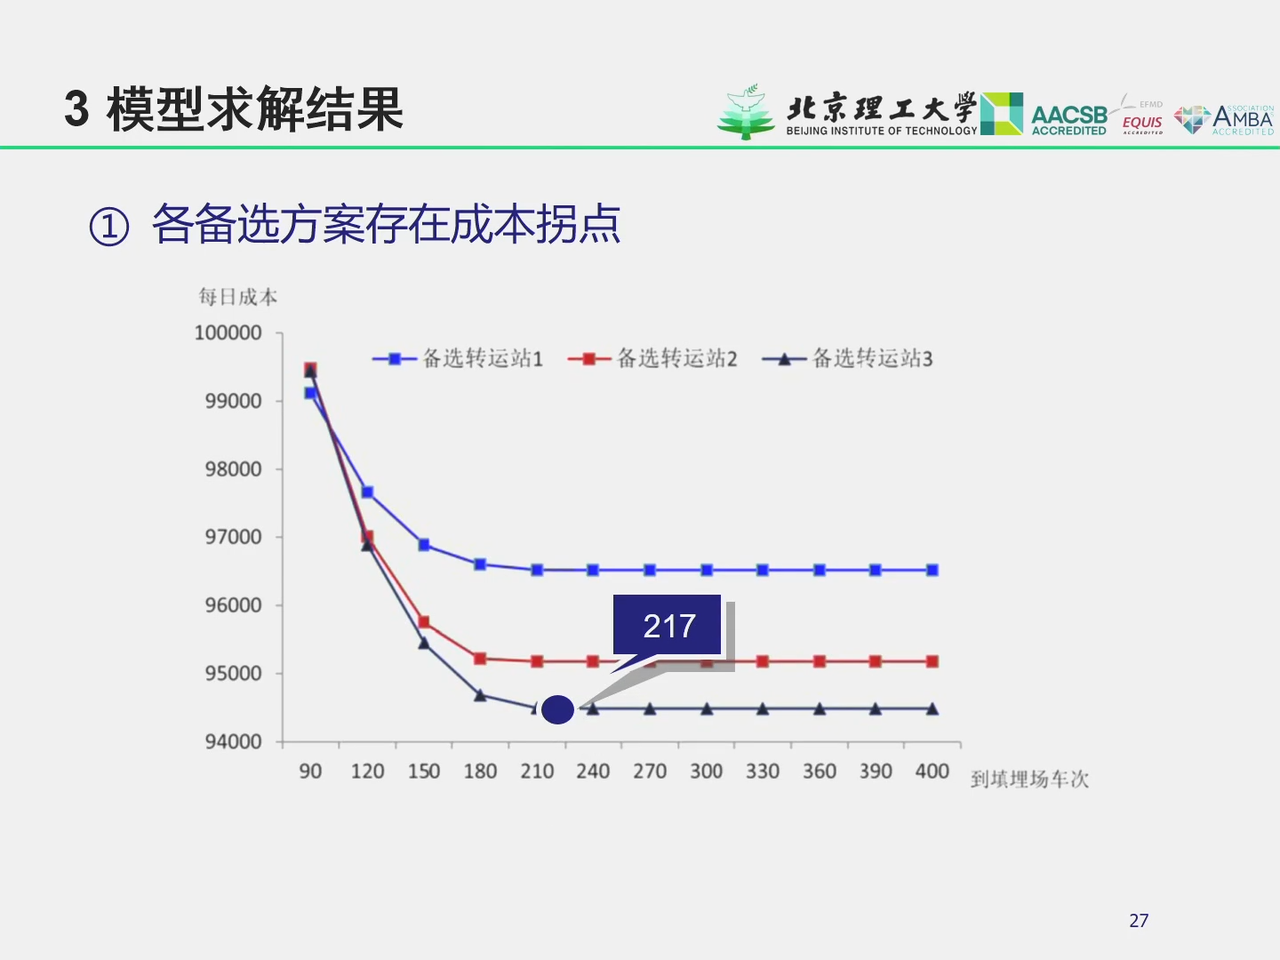 3 模型求解结果
北京理工大学
BEIJING INSTITUTE OF TECHNOLOGY
AACSB
ACCREDITED
EFMD
EQUIS
ACCREDITED
ASSOCIATION
AMBA
ACCREDITED
① 各备选方案存在成本拐点
每日成本
备选转运站1 备选转运站2 备选转运站3
100000
99000
98000
97000
96000
95000
94000
217
90 120 150 180 210 240 270 300 330 360 390 400
到填埋场车次
27